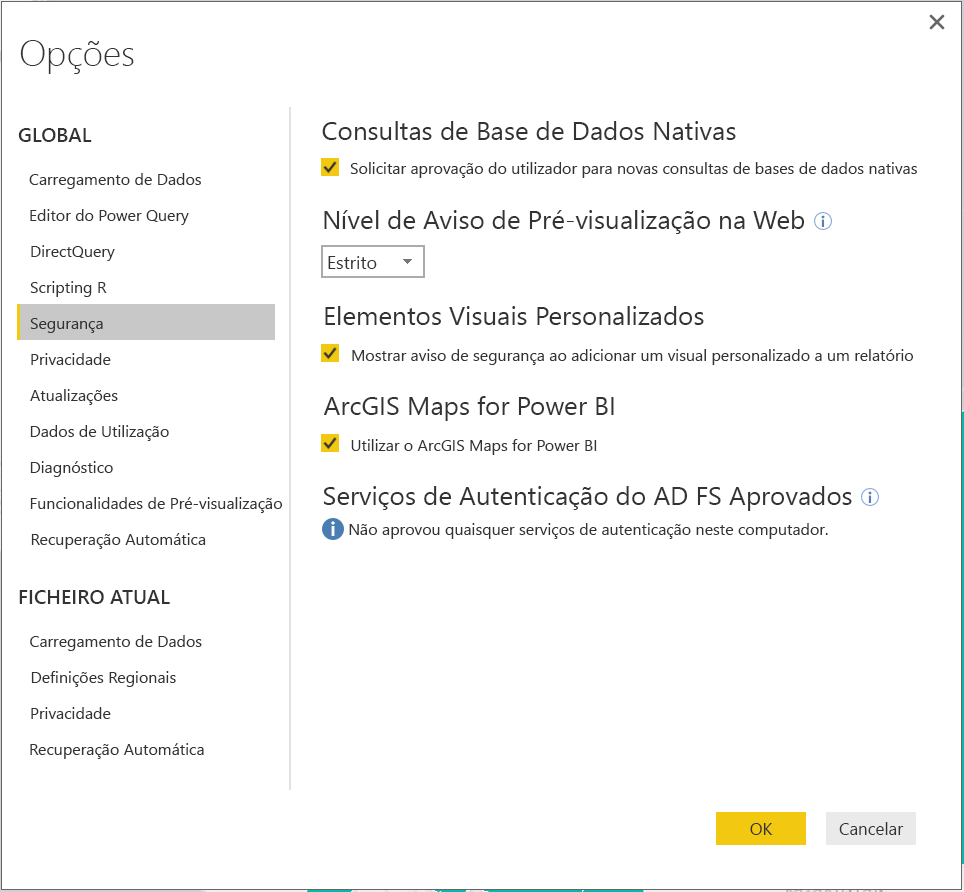 Opções
GLOBAL
Carregamento de Dados
Editor do Power Query
DirectQuery
Scripting R
Segurança
Privacidade
Atualizações
Dados de Utilização
Diagnóstico
Funcionalidades de Pré-visualização
Recuperação Automática
FICHEIRO ATUAL
Carregamento de Dados
Definições Regionais
Privacidade
Recuperação Automática
Consultas de Base de Dados Nativas
Solicitar aprovação do utilizador para novas consultas de bases de dados nativas
Nível de Aviso de Pré-visualização na Web
Estrito
Elementos Visuais Personalizados
Mostrar aviso de segurança ao adicionar um visual personalizado a um relatório
ArcGIS Maps for Power BI
Utilizar o ArcGIS Maps for Power BI
Serviços de Autenticação do AD FS Aprovados
Não aprovou quaisquer serviços de autenticação neste computador.
OK
Cancelar